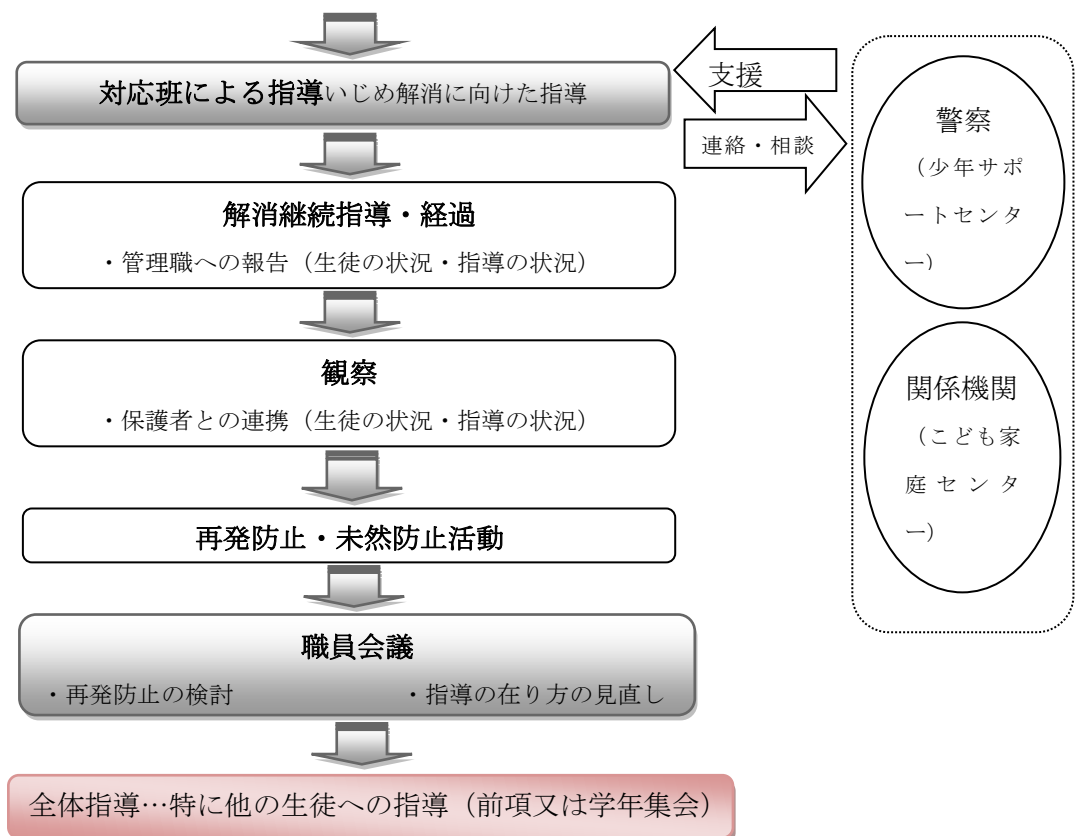 対応班による指導いじめ解消に向けた指導
支援
連絡・相談
警察
（少年サポ
ートセンタ
ー）
解消継続指導・経過
・管理職への報告（生徒の状況・指導の状況）
観察
・保護者との連携（生徒の状況・指導の状況）
関係機関
（こども家
庭センタ
ー）
再発防止・未然防止活動
職員会議
・再発防止の検討
・指導の在り方の見直し
全体指導…特に他の生徒への指導（前項又は学年集会）